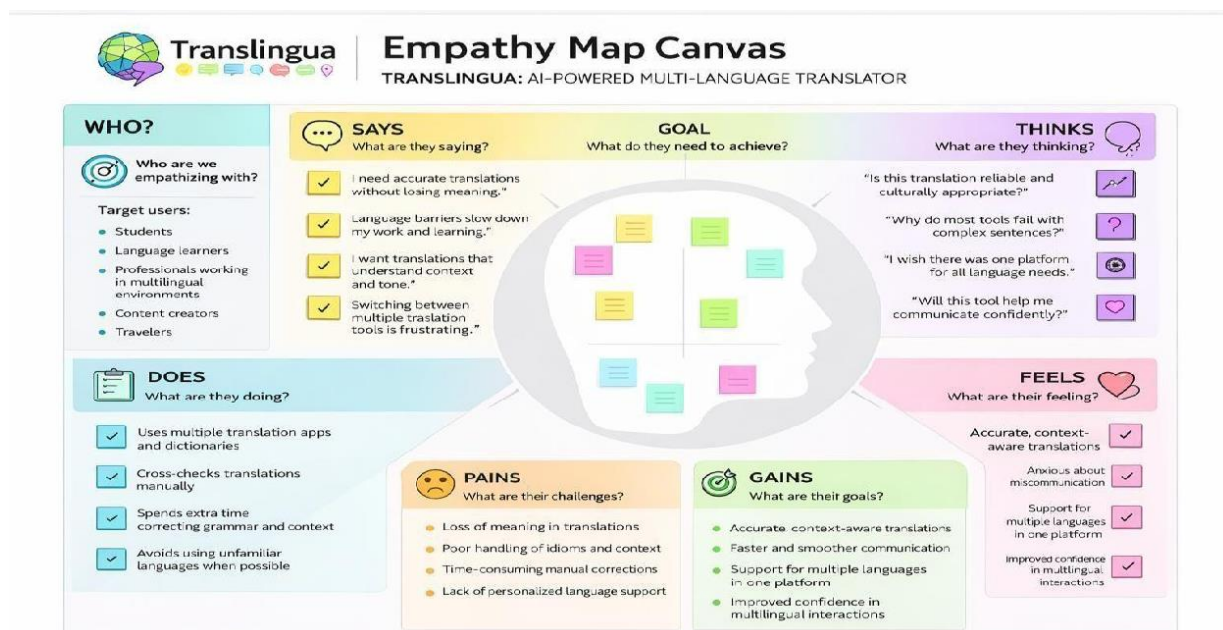 Translingua
Empathy Map Canvas
TRANSLINGUA: AI-POWERED MULTI-LANGUAGE TRANSLATOR
WHO?
Who are we
empathizing with?
Target users:
Students
Language learners
Professionals working
in multilingual
environments
Content creators
Travelers
SAYS
What are they saying?
I need accurate translations
without losing meaning."
Language barriers slow down
my work and learning."
I want translations that
understand context
and tone."
Switching between
multiple traslation
tools is frustrating."
GOAL
What do they need to achieve?
THINKS
What are they thinking?
"Is this translation reliable and
culturally appropriate?"
"Why do most tools fail with
complex sentences?"
"I wish there was one platform
for all language needs."
"Will this tool help me
communicate confidently?"
DOES
What are they doing?
Uses multiple translation apps
and dictionaries
Cross-checks translations
manually
Spends extra time
correcting grammar and context
Avoids using unfamiliar
languages when possible
PAINS
What are their challenges?
Loss of meaning in translations
Poor handling of idioms and context
Time-consuming manual corrections
Lack of personalized language support
GAINS
What are their goals?
Accurate, context-aware translations
Faster and smoother communication
Support for multiple languages
in one platform
Improved confidence in
multilingual interactions
FEELS
What are their feeling?
Accurate, context-
aware translations
Anxious about
miscommunication
Support for
multiple languages
in one platform
Improved confidence
in multlingual
interactions